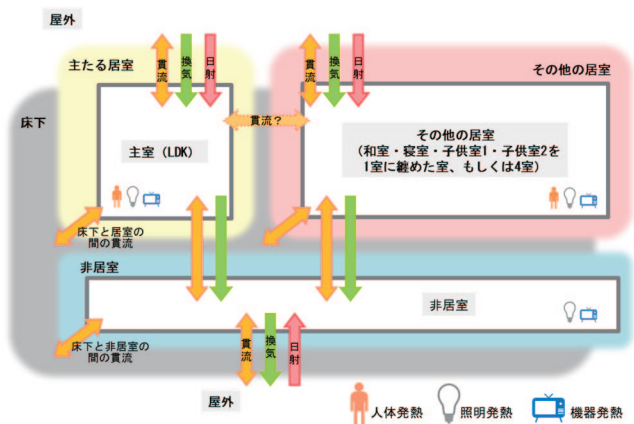 屋外
主たる居室
貫流
換気
日射
貫流
換気
日射
その他の居室
床下
貫流？
主室（LDK）
その他の居室
（和室・寝室・子供室1・子供室2を
1室に纏めた室、もしくは4室）
床下と居室の
間の貫流
非居室
非居室
床下と非居室の
間の貫流
貫流
換気
日射
屋外
人体発熱
照明発熱
機器発熱